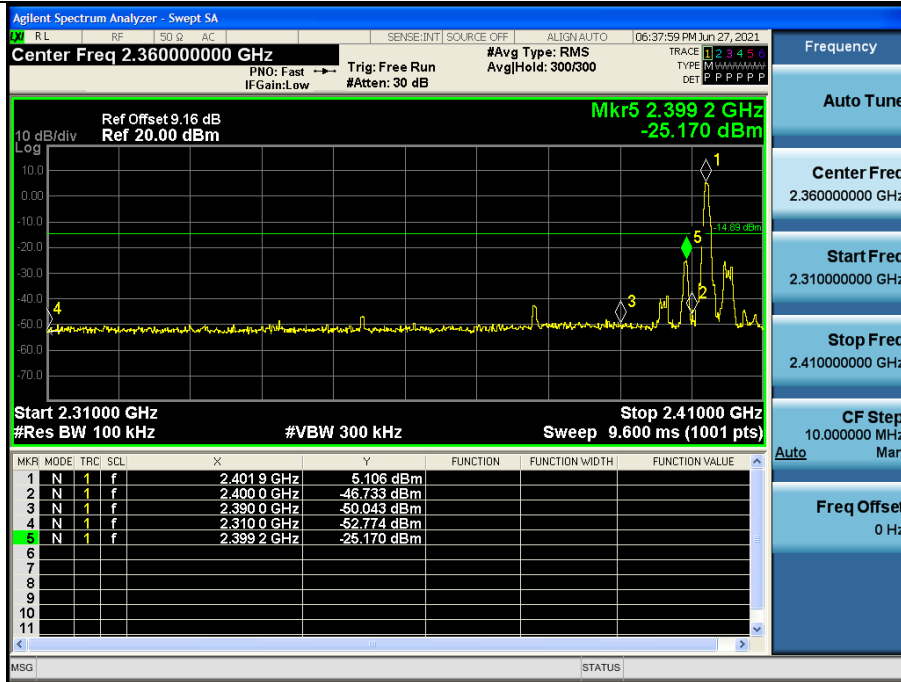 Agilent Spectrum Analyzer - Swept SA
LXI RL RF 50 Ω AC SENSE:INT SOURCE OFF ALIGN AUTO 06:37:59 PM Jun 27, 2021
Center Freq 2.360000000 GHz
PNO: Fast
IFGain:Low
Trig: Free Run
#Atten: 30 dB
#Avg Type: RMS
Avg|Hold: 300/300
TRACE 1 2 3 4 5 6
TYPE M
DET P P P P P P
Frequency
Mkr5 2.399 2 GHz
-25.170 dBm
Ref Offset 9.16 dB
10 dB/div Ref 20.00 dBm
Log
10.0
0.00
-10.0
-20.0
-30.0
-40.0
-50.0
-60.0
-70.0
1
-14.89 dBm
5
2
3
4
Start 2.31000 GHz Stop 2.41000 GHz
#Res BW 100 kHz #VBW 300 kHz Sweep 9.600 ms (1001 pts)
MKR MODE TRC SCL X Y FUNCTION FUNCTION WIDTH FUNCTION VALUE
1 N 1 f 2.401 9 GHz 5.106 dBm
2 N 1 f 2.400 0 GHz -46.733 dBm
3 N 1 f 2.390 0 GHz -50.043 dBm
4 N 1 f 2.310 0 GHz -52.774 dBm
5 N 1 f 2.399 2 GHz -25.170 dBm
6
7
8
9
10
11
MSG STATUS
Auto Tune
Center Freq
2.360000000 GHz
Start Freq
2.310000000 GHz
Stop Freq
2.410000000 GHz
CF Step
10.000000 MHz
Auto Man
Freq Offset
0 Hz